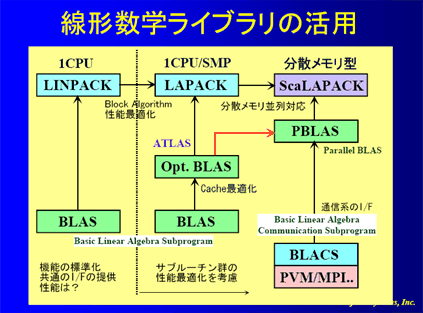 線形数学ライブラリの活用
1CPU
1CPU/SMP
分散メモリ型
LINPACK
LAPACK
ScaLAPACK
Block Algorithm
性能最適化
分散メモリ並列対応
ATLAS
PBLAS
Parallel BLAS
Opt. BLAS
Cache最適化
通信系のI/F
BLAS
BLAS
Basic Linear Algebra Subprogram
Basic Linear Algebra
Communication Subprogram
BLACS
PVM/MPI..
機能の標準化
共通のI/Fの提供
性能は？
サブルーチン群の
性能最適化を考慮
Inc.